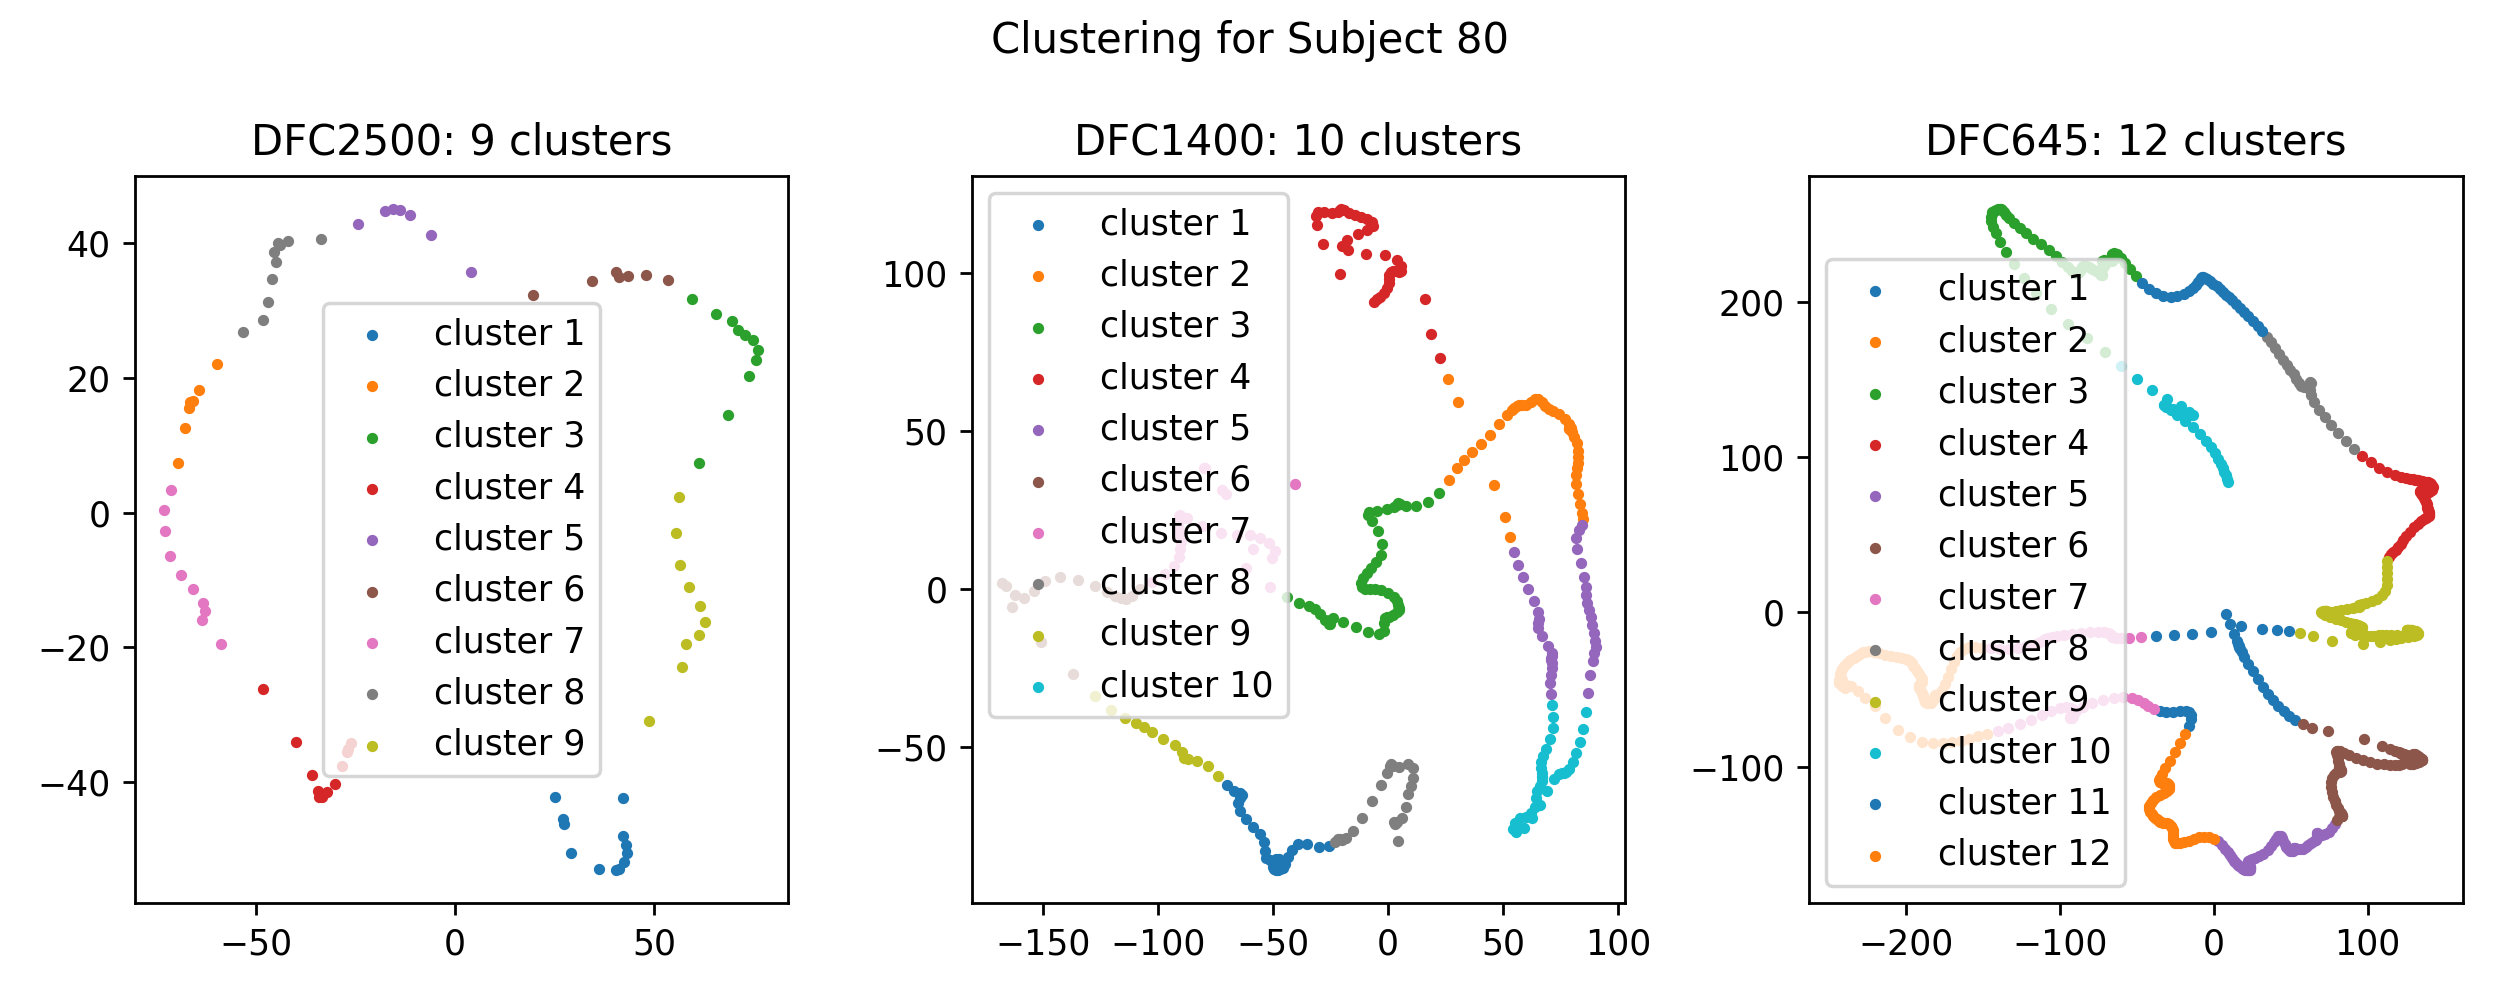 Clustering for Subject 80
DFC2500: 9 clusters
40
20
0
−20
−40
−50
0
50
cluster 1
cluster 2
cluster 3
cluster 4
cluster 5
cluster 6
cluster 7
cluster 8
cluster 9
DFC1400: 10 clusters
100
50
0
−50
−150
−100
−50
0
50
100
cluster 1
cluster 2
cluster 3
cluster 4
cluster 5
cluster 6
cluster 7
cluster 8
cluster 9
cluster 10
DFC645: 12 clusters
200
100
0
−100
−200
−100
0
100
cluster 1
cluster 2
cluster 3
cluster 4
cluster 5
cluster 6
cluster 7
cluster 8
cluster 9
cluster 10
cluster 11
cluster 12